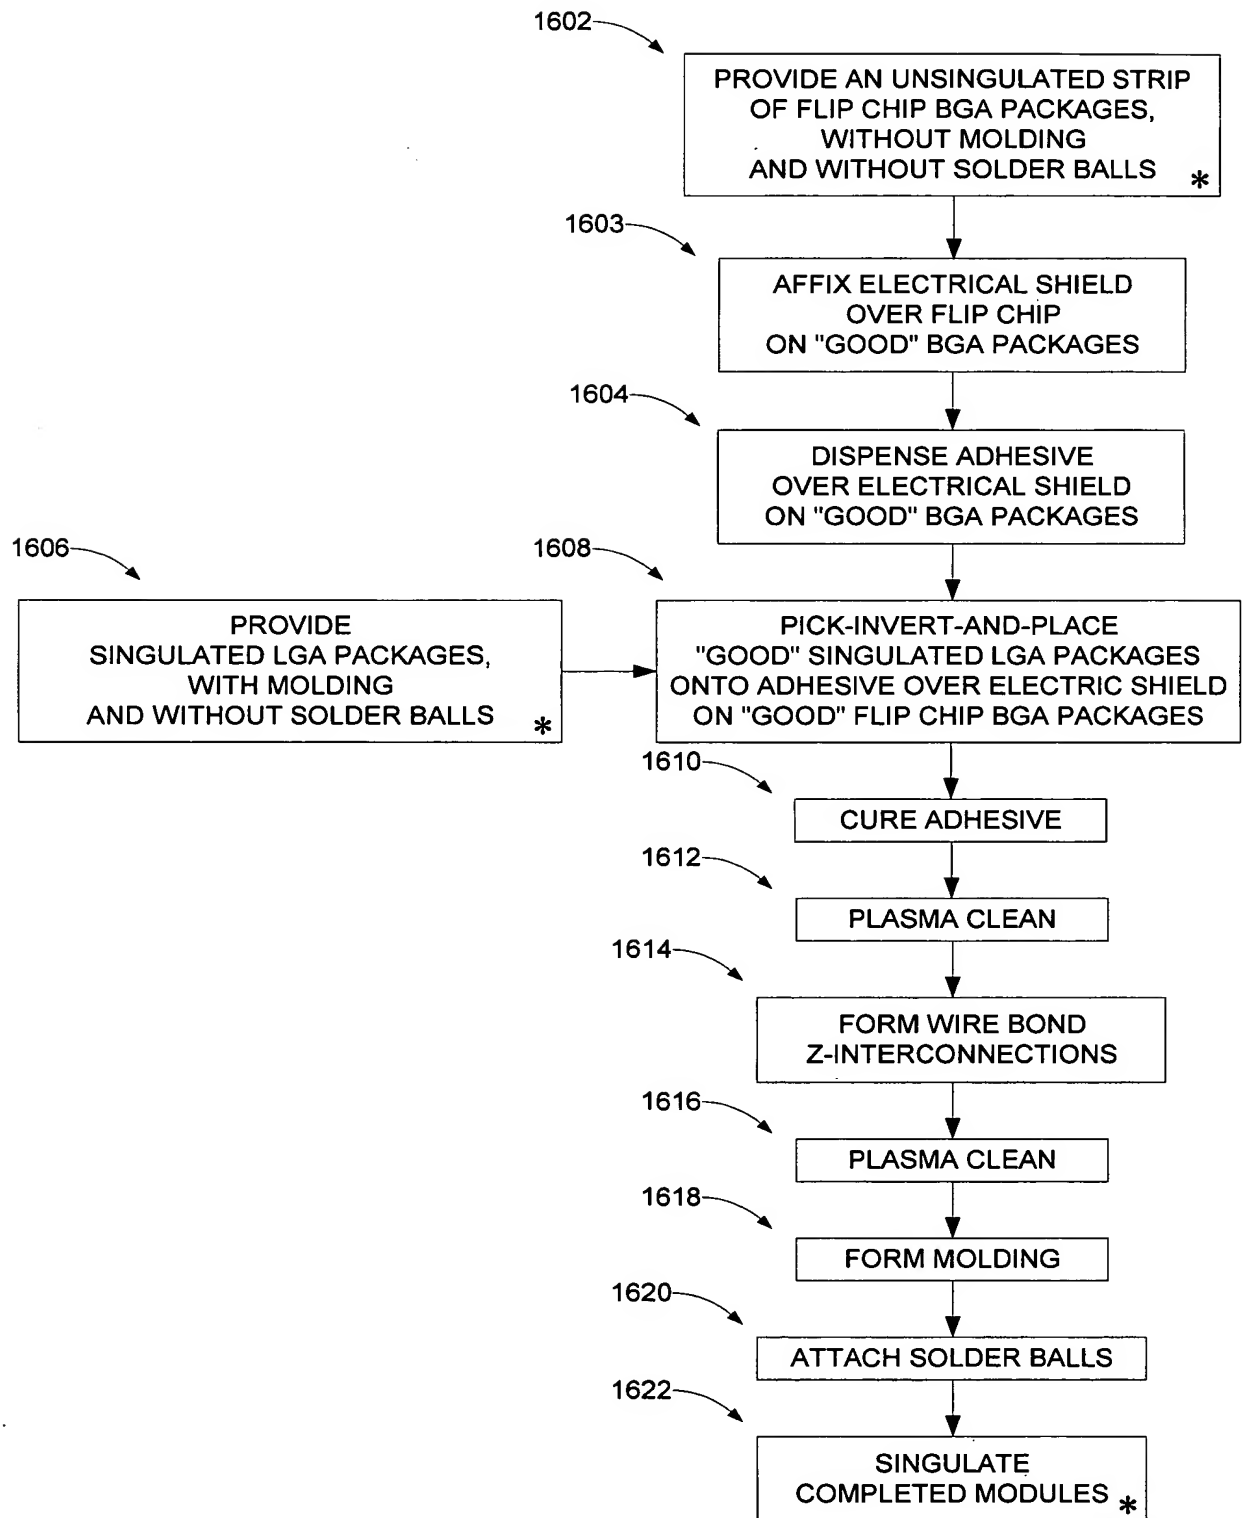 1602
PROVIDE AN UNSINGULATED STRIP
OF FLIP CHIP BGA PACKAGES,
WITHOUT MOLDING
AND WITHOUT SOLDER BALLS *
1603
AFFIX ELECTRICAL SHIELD
OVER FLIP CHIP
ON "GOOD" BGA PACKAGES
1604
DISPENSE ADHESIVE
OVER ELECTRICAL SHIELD
ON "GOOD" BGA PACKAGES
1606
PROVIDE
SINGULATED LGA PACKAGES,
WITH MOLDING
AND WITHOUT SOLDER BALLS *
1608
PICK-INVERT-AND-PLACE
"GOOD" SINGULATED LGA PACKAGES
ONTO ADHESIVE OVER ELECTRIC SHIELD
ON "GOOD" FLIP CHIP BGA PACKAGES
1610
CURE ADHESIVE
1612
PLASMA CLEAN
1614
FORM WIRE BOND
Z-INTERCONNECTIONS
1616
PLASMA CLEAN
1618
FORM MOLDING
1620
ATTACH SOLDER BALLS
1622
SINGULATE
COMPLETED MODULES *